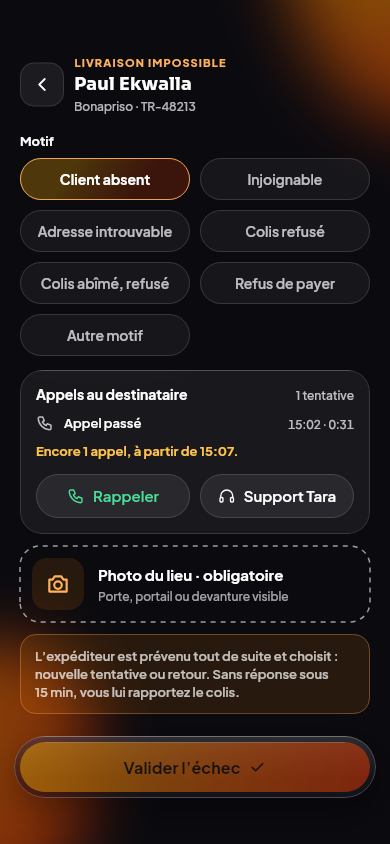 LIVRAISON IMPOSSIBLE
Paul Ekwalla
Bonapriso · TR-48213
Motif
Client absent
Injoignable
Adresse introuvable
Colis refusé
Colis abîmé, refusé
Refus de payer
Autre motif
Appels au destinataire
1 tentative
Appel passé
15:02 · 0:31
Encore 1 appel, à partir de 15:07.
Rappeler
Support Tara
Photo du lieu · obligatoire
Porte, portail ou devanture visible
L’expéditeur est prévenu tout de suite et choisit :
nouvelle tentative ou retour. Sans réponse sous
15 min, vous lui rapportez le colis.
Valider l’échec